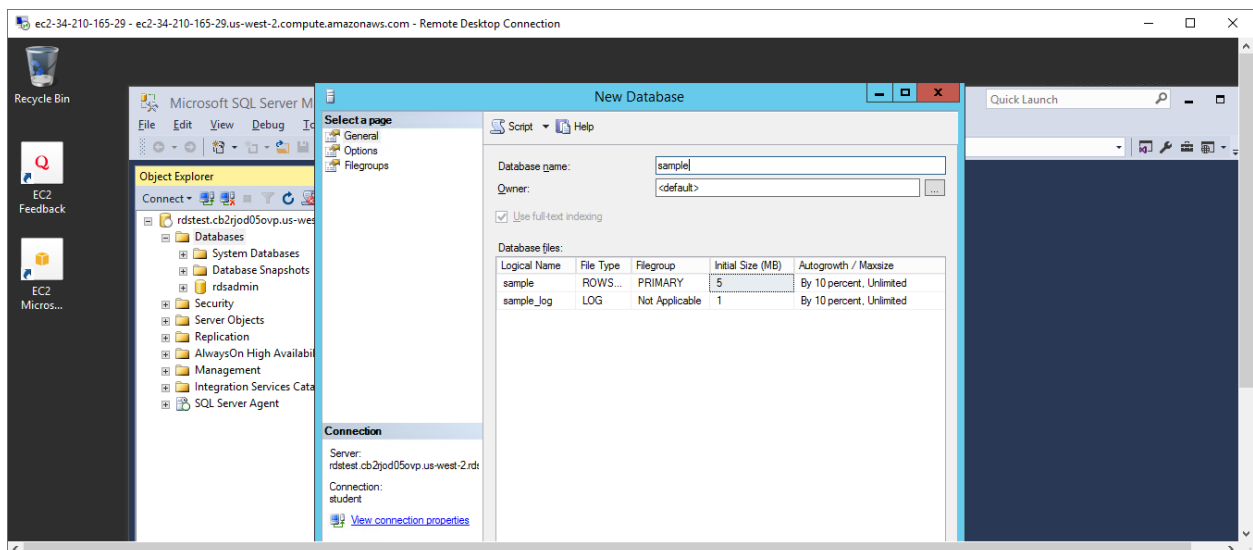 ec2-34-210-165-29 - ec2-34-210-165-29.us-west-2.compute.amazonaws.com - Remote Desktop Connection
Recycle Bin
EC2
Feedback
EC2
Micros...
Microsoft SQL Server M
Quick Launch
File Edit View Debug To
Object Explorer
Connect
rdstest.cb2rjod05ovp.us-wes
Databases
System Databases
Database Snapshots
rdsadmin
Security
Server Objects
Replication
AlwaysOn High Availabil
Management
Integration Services Cata
SQL Server Agent
New Database
Select a page
General
Options
Filegroups
Script Help
Database name: sample
Owner: <default> ...
Use full-text indexing
Database files:
Logical Name File Type Filegroup Initial Size (MB) Autogrowth / Maxsize
sample ROWS... PRIMARY 5 By 10 percent, Unlimited
sample_log LOG Not Applicable 1 By 10 percent, Unlimited
Connection
Server:
rdstest.cb2rjod05ovp.us-west-2.rds
Connection:
student
View connection properties